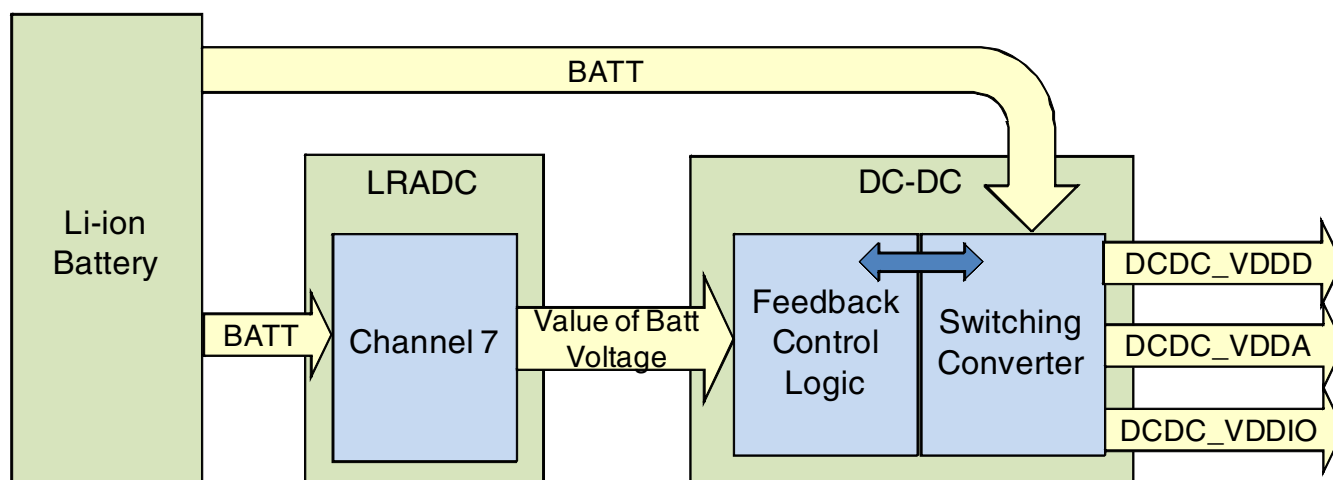 BATT
LRADC
DC-DC
Li-ion
Battery
BATT
Channel 7
Value of Batt
Voltage
Feedback
Control
Logic
Switching
Converter
DCDC_VDDD
DCDC_VDDA
DCDC_VDDIO